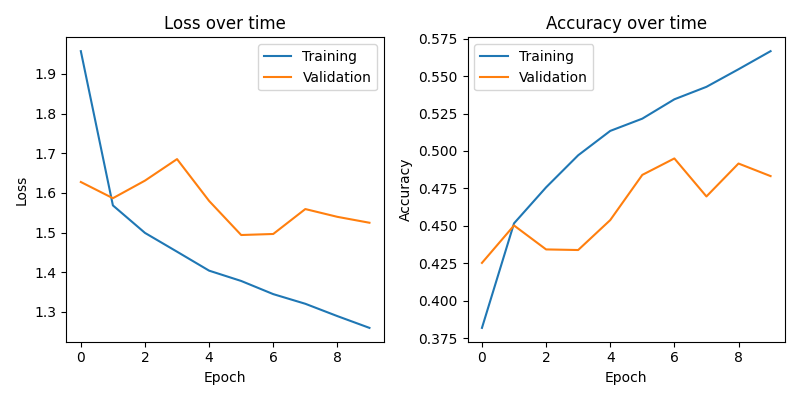 Loss over time
Training
Validation
1.9
1.8
1.7
1.6
1.5
1.4
1.3
Loss
0 2 4 6 8
Epoch
Accuracy over time
Training
Validation
0.575
0.550
0.525
0.500
0.475
0.450
0.425
0.400
0.375
Accuracy
0 2 4 6 8
Epoch